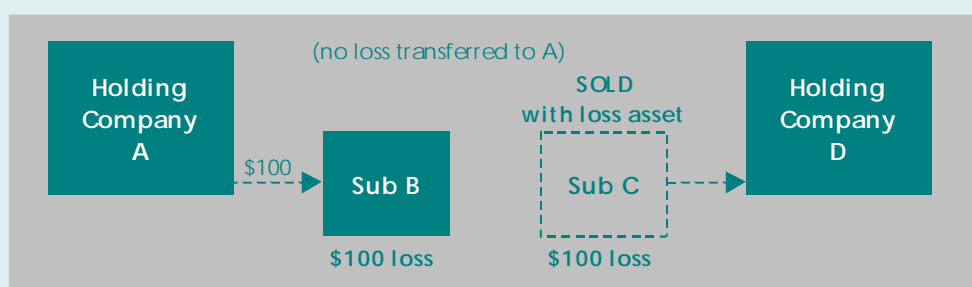 (no loss transferred to A)
Holding
Company
A
$100
Sub B
$100 loss
SOLD
with loss asset
Sub C
$100 loss
Holding
Company
D